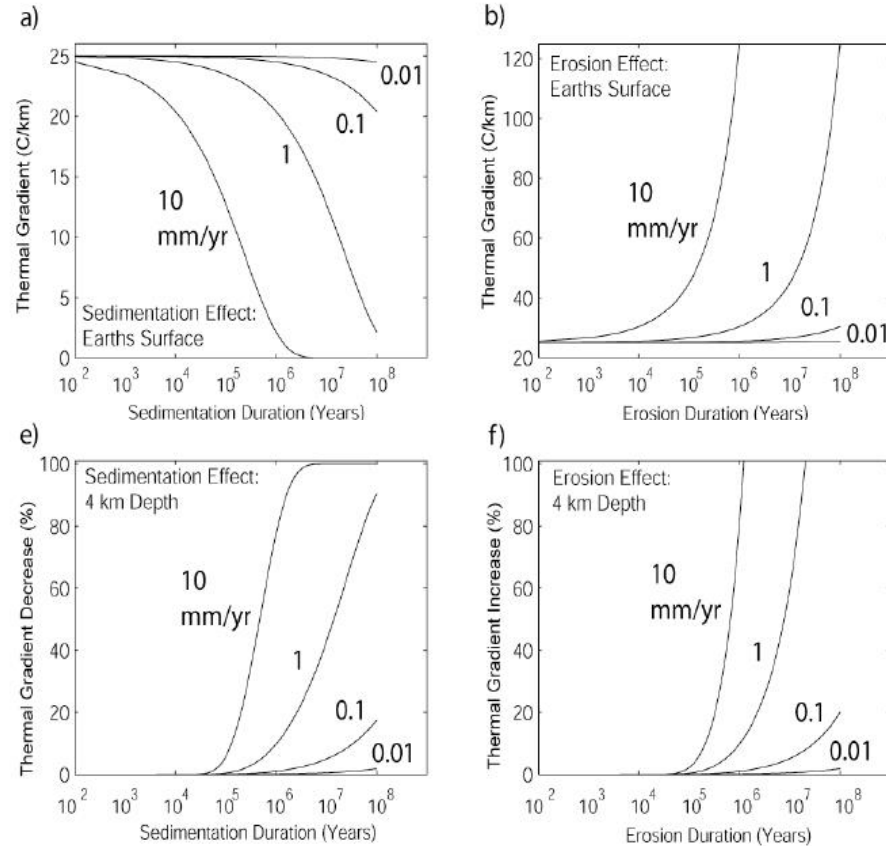 a)
Thermal Gradient (C/km)
25
20
15
10
5
0
10
mm/yr
1
0.1
0.01
Sedimentation Effect:
Earths Surface
10^2 10^3 10^4 10^5 10^6 10^7 10^8
Sedimentation Duration (Years)
b)
Thermal Gradient (C/km)
120
100
80
60
40
20
Erosion Effect:
Earths Surface
10
mm/yr
1
0.1
0.01
10^2 10^3 10^4 10^5 10^6 10^7 10^8
Erosion Duration (Years)
e)
Thermal Gradient Decrease (%)
100
80
60
40
20
0
Sedimentation Effect:
4 km Depth
10
mm/yr
1
0.1
0.01
10^2 10^3 10^4 10^5 10^6 10^7 10^8
Sedimentation Duration (Years)
f)
Thermal Gradient Increase (%)
100
80
60
40
20
0
Erosion Effect:
4 km Depth
10
mm/yr
1
0.1
0.01
10^2 10^3 10^4 10^5 10^6 10^7 10^8
Erosion Duration (Years)